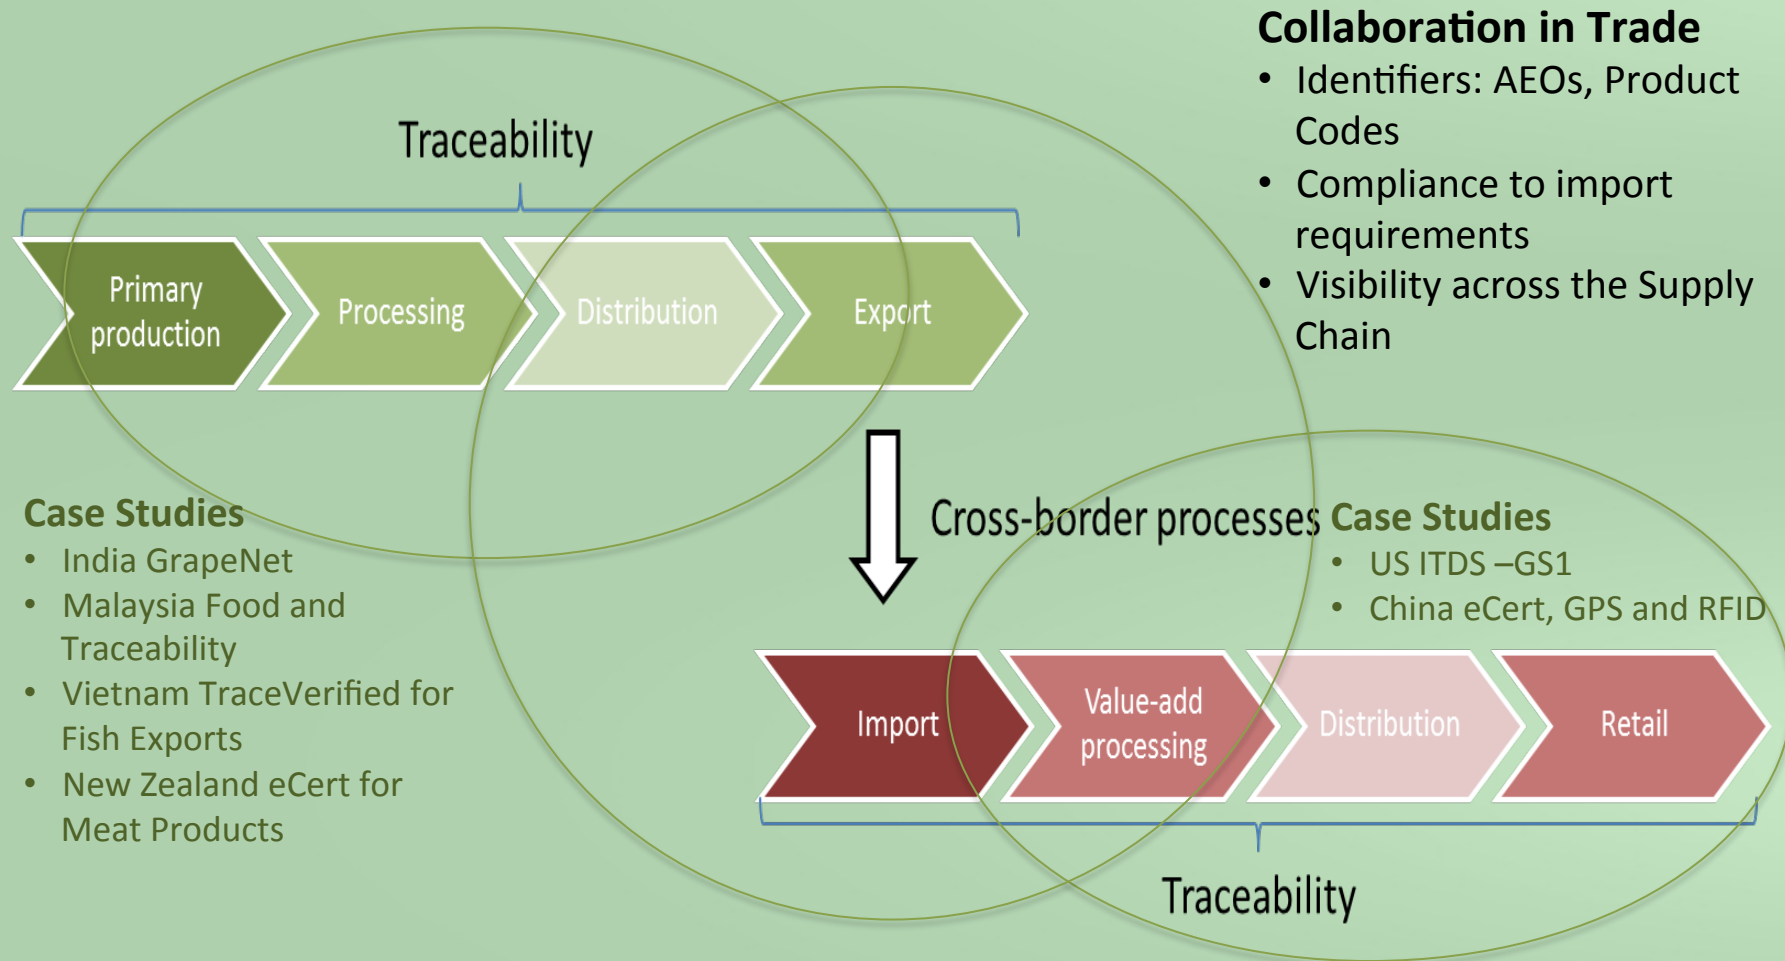 Collaboration in Trade
• Identifiers: AEOs, Product
Codes
• Compliance to import
requirements
• Visibility across the Supply
Chain
Traceability
Primary
production
Processing
Distribution
Export
Cross-border processes
Case Studies
• India GrapeNet
• Malaysia Food and
Traceability
• Vietnam TraceVerified for
Fish Exports
• New Zealand eCert for
Meat Products
Case Studies
• US ITDS –GS1
• China eCert, GPS and RFID
Import
Value-add
processing
Distribution
Retail
Traceability